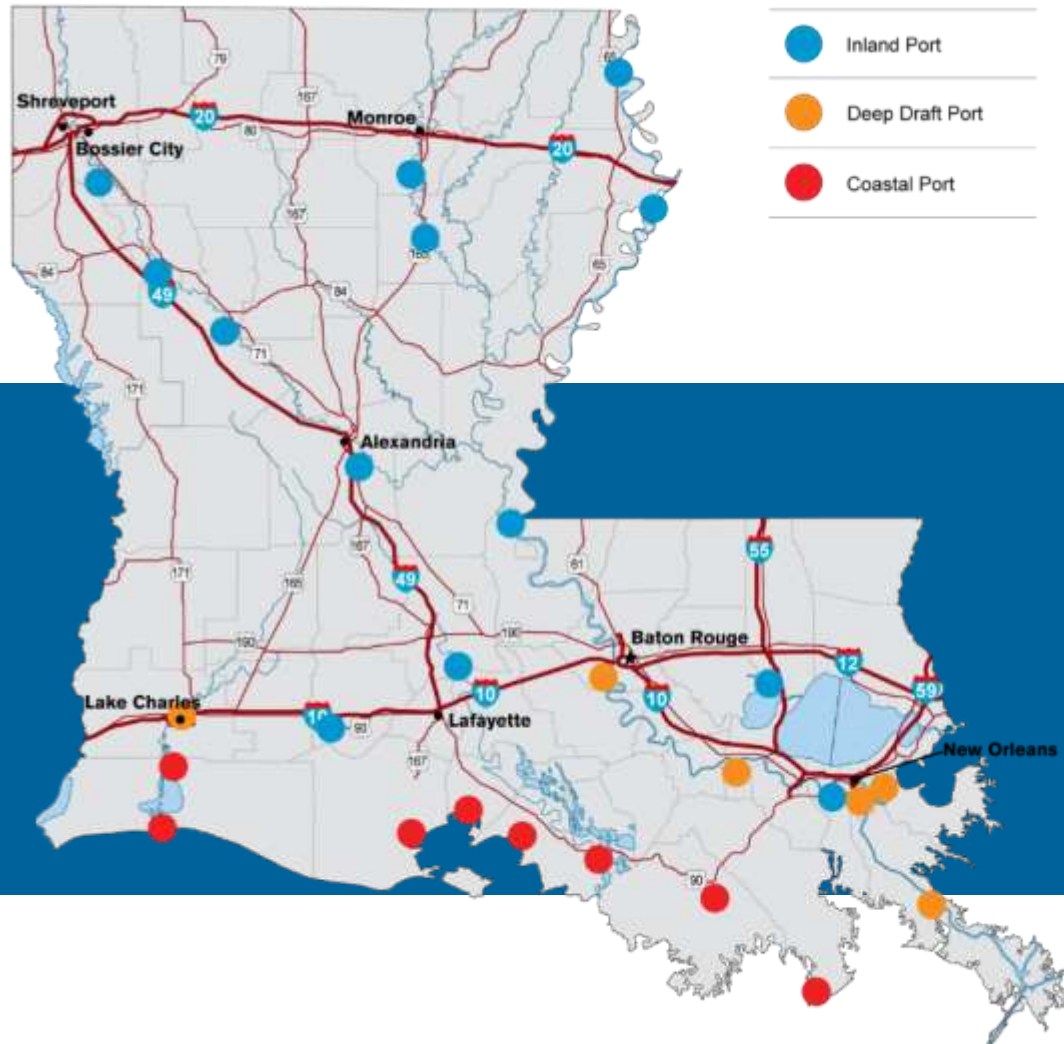 Inland Port
Deep Draft Port
Coastal Port
65
79
167
Shreveport
20
80
Monroe
Bossier City
20
167
165
84
49
84
65
71
171
Alexandria
167
55
61
171
165
49
71
190
190
Baton Rouge
12
10
10
59
Lake Charles
10
90
Lafayette
167
New Orleans
90